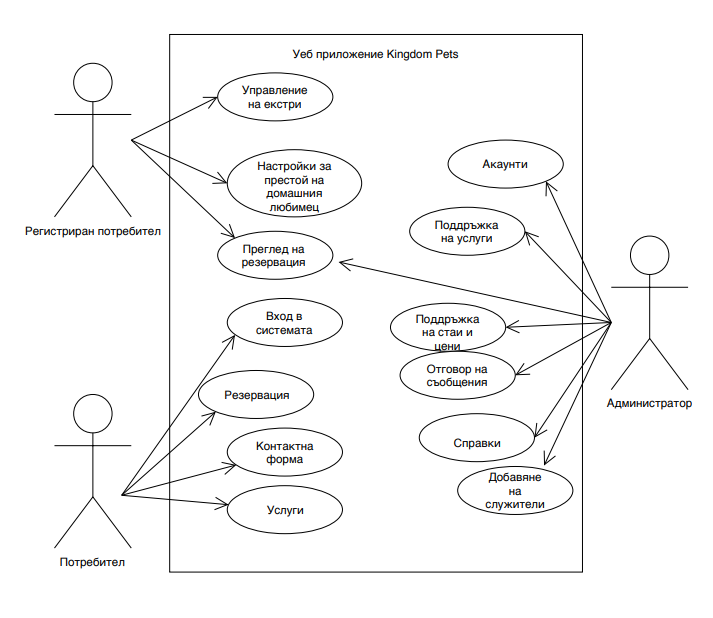 Уеб приложение Kingdom Pets
Управление
на екстри
Настройки за
престой на
домашния
любимец
Преглед на
резервация
Вход в
системата
Резервация
Контактна
форма
Услуги
Акаунти
Поддръжка
на услуги
Поддръжка
на стаи и
цени
Отговор на
съобщения
Справки
Добавяне
на
служители
Регистриран потребител
Потребител
Администратор